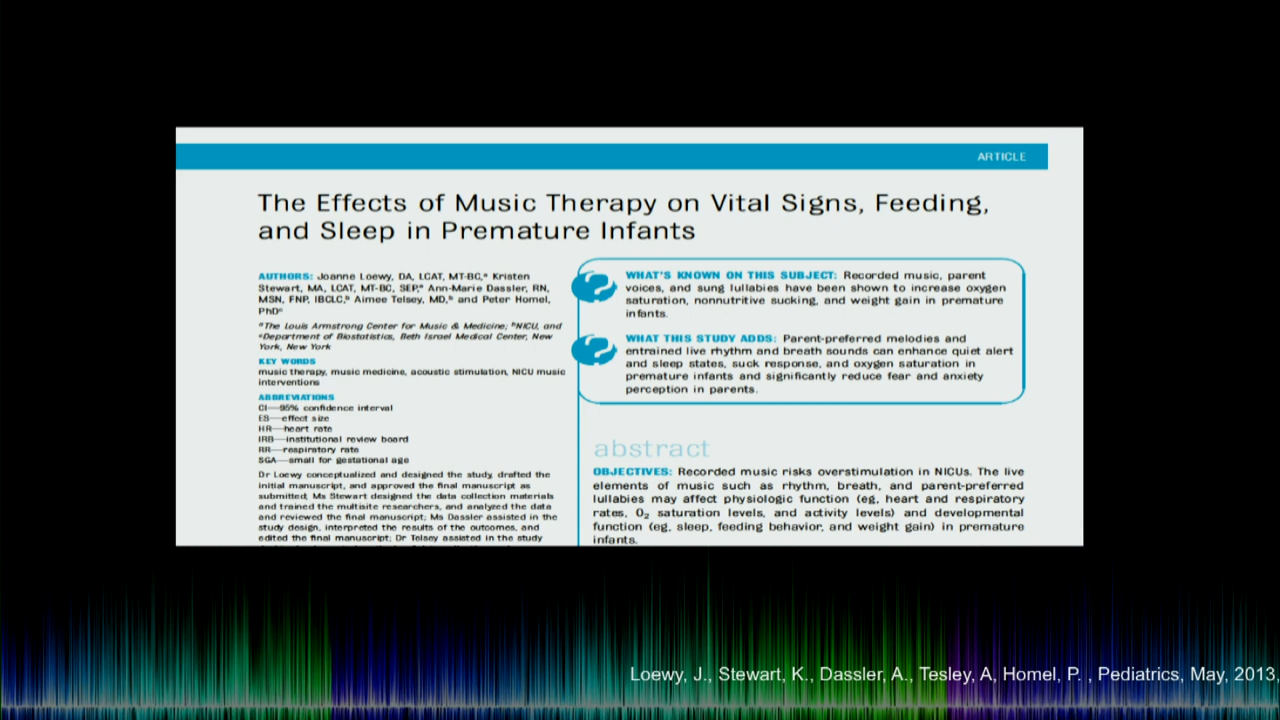 ARTICLE
The Effects of Music Therapy on Vital Signs, Feeding,
and Sleep in Premature Infants
AUTHORS: Joanne Loewy, DA, LCAT, MT-BC,a Kristen
Stewart, MA, LCAT, MT-BC, SEP,a Ann-Marie Dassler, RN,
MSN, FNP, IBCLC,b Aimee Telsey, MD,b and Peter Homel,
PhDc
aThe Louis Armstrong Center for Music & Medicine; bNICU, and
cDepartment of Biostatistics, Beth Israel Medical Center, New
York, New York
KEY WORDS
music therapy, music medicine, acoustic stimulation, NICU music
interventions
ABBREVIATIONS
CI—95% confidence interval
ES—effect size
HR—heart rate
IRB—institutional review board
RR—respiratory rate
SGA—small for gestational age
Dr Loewy conceptualized and designed the study, drafted the
initial manuscript, and approved the final manuscript as
submitted; Ms Stewart designed the data collection materials
and trained the multisite researchers, and analyzed the data
and reviewed the final manuscript; Ms Dassler assisted in the
study design, interpreted the results of the outcomes, and
edited the final manuscript; Dr Telsey assisted in the study
WHAT'S KNOWN ON THIS SUBJECT: Recorded music, parent
voices, and sung lullabies have been shown to increase oxygen
saturation, nonnutritive sucking, and weight gain in premature
infants.
WHAT THIS STUDY ADDS: Parent-preferred melodies and
entrained live rhythm and breath sounds can enhance quiet alert
and sleep states, suck response, and oxygen saturation in
premature infants and significantly reduce fear and anxiety
perception in parents.
abstract
OBJECTIVES: Recorded music risks overstimulation in NICUs. The live
elements of music such as rhythm, breath, and parent-preferred
lullabies may affect physiologic function (eg, heart and respiratory
rates, O2 saturation levels, and activity levels) and developmental
function (eg, sleep, feeding behavior, and weight gain) in premature
infants.
Loewy, J., Stewart, K., Dassler, A., Tesley, A, Homel, P. , Pediatrics, May, 2013,